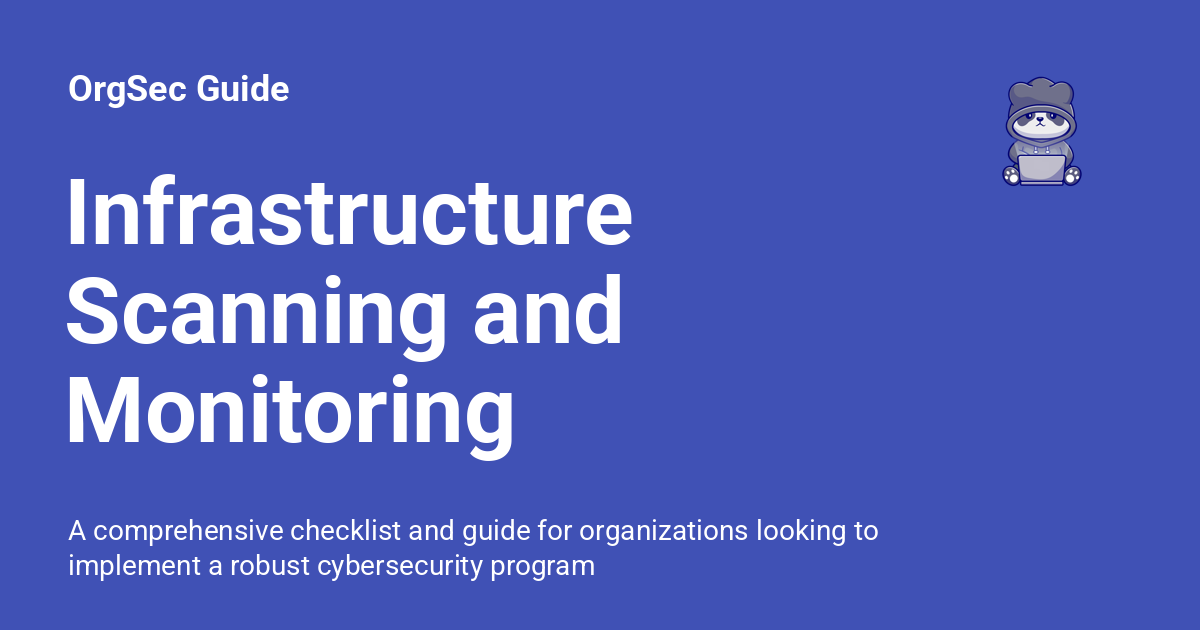 OrgSec Guide
Infrastructure
Scanning and
Monitoring
A comprehensive checklist and guide for organizations looking to
implement a robust cybersecurity program